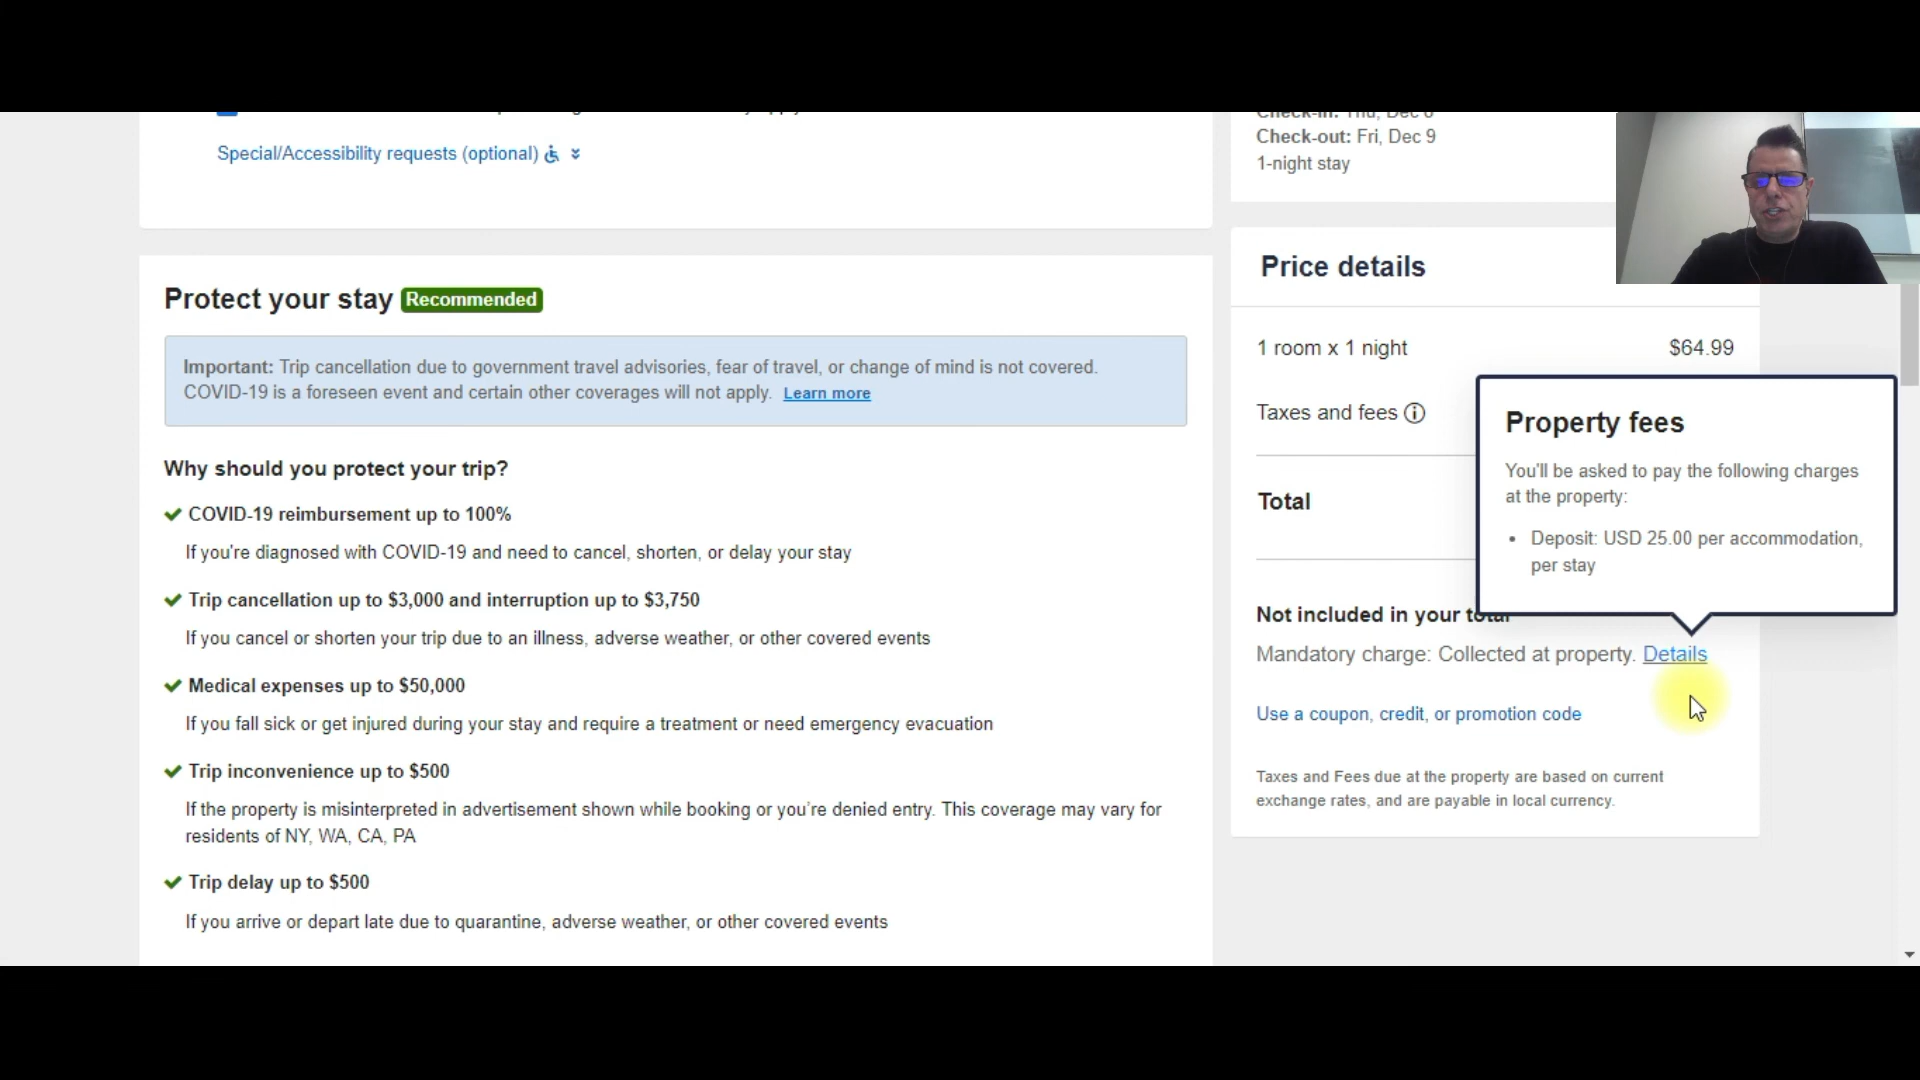 Special/Accessibility requests (optional)
Protect your stay Recommended
Important: Trip cancellation due to government travel advisories, fear of travel, or change of mind is not covered.
COVID-19 is a foreseen event and certain other coverages will not apply. Learn more
Why should you protect your trip?
COVID-19 reimbursement up to 100%
If you're diagnosed with COVID-19 and need to cancel, shorten, or delay your stay
Trip cancellation up to $3,000 and interruption up to $3,750
If you cancel or shorten your trip due to an illness, adverse weather, or other covered events
Medical expenses up to $50,000
If you fall sick or get injured during your stay and require a treatment or need emergency evacuation
Trip inconvenience up to $500
If the property is misinterpreted in advertisement shown while booking or you're denied entry. This coverage may vary for
residents of NY, WA, CA, PA
Trip delay up to $500
If you arrive or depart late due to quarantine, adverse weather, or other covered events
Check-in: Thu, Dec 8
Check-out: Fri, Dec 9
1-night stay
Price details
1 room x 1 night $64.99
Taxes and fees
Total
Property fees
You'll be asked to pay the following charges
at the property:
Deposit: USD 25.00 per accommodation,
per stay
Not included in your total
Mandatory charge: Collected at property. Details
Use a coupon, credit, or promotion code
Taxes and Fees due at the property are based on current
exchange rates, and are payable in local currency.